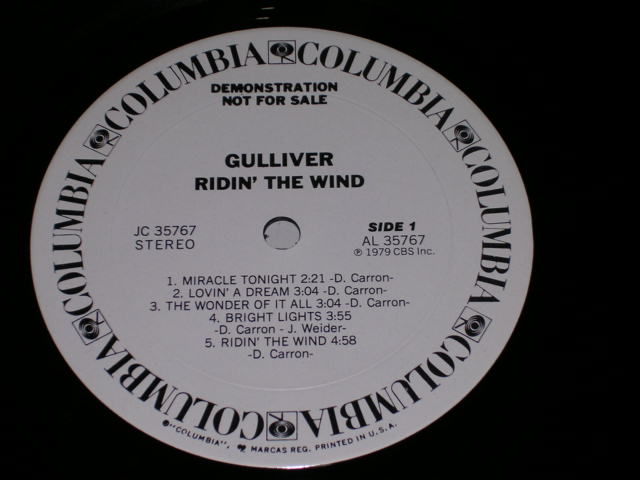 COLUMBIA COLUMBIA COLUMBIA COLUMBIA COLUMBIA COLUMBIA COLUMBIA COLUMBIA
DEMONSTRATION
NOT FOR SALE
GULLIVER
RIDIN' THE WIND
JC 35767
STEREO
SIDE 1
AL 35767
℗ 1979 CBS Inc.
1. MIRACLE TONIGHT 2:21 -D. Carron-
2. LOVIN' A DREAM 3:04 -D. Carron-
3. THE WONDER OF IT ALL 3:04 -D. Carron-
4. BRIGHT LIGHTS 3:55
-D. Carron - J. Weider-
5. RIDIN' THE WIND 4:58
-D. Carron-
®"COLUMBIA", MARCAS REG. PRINTED IN U.S.A.